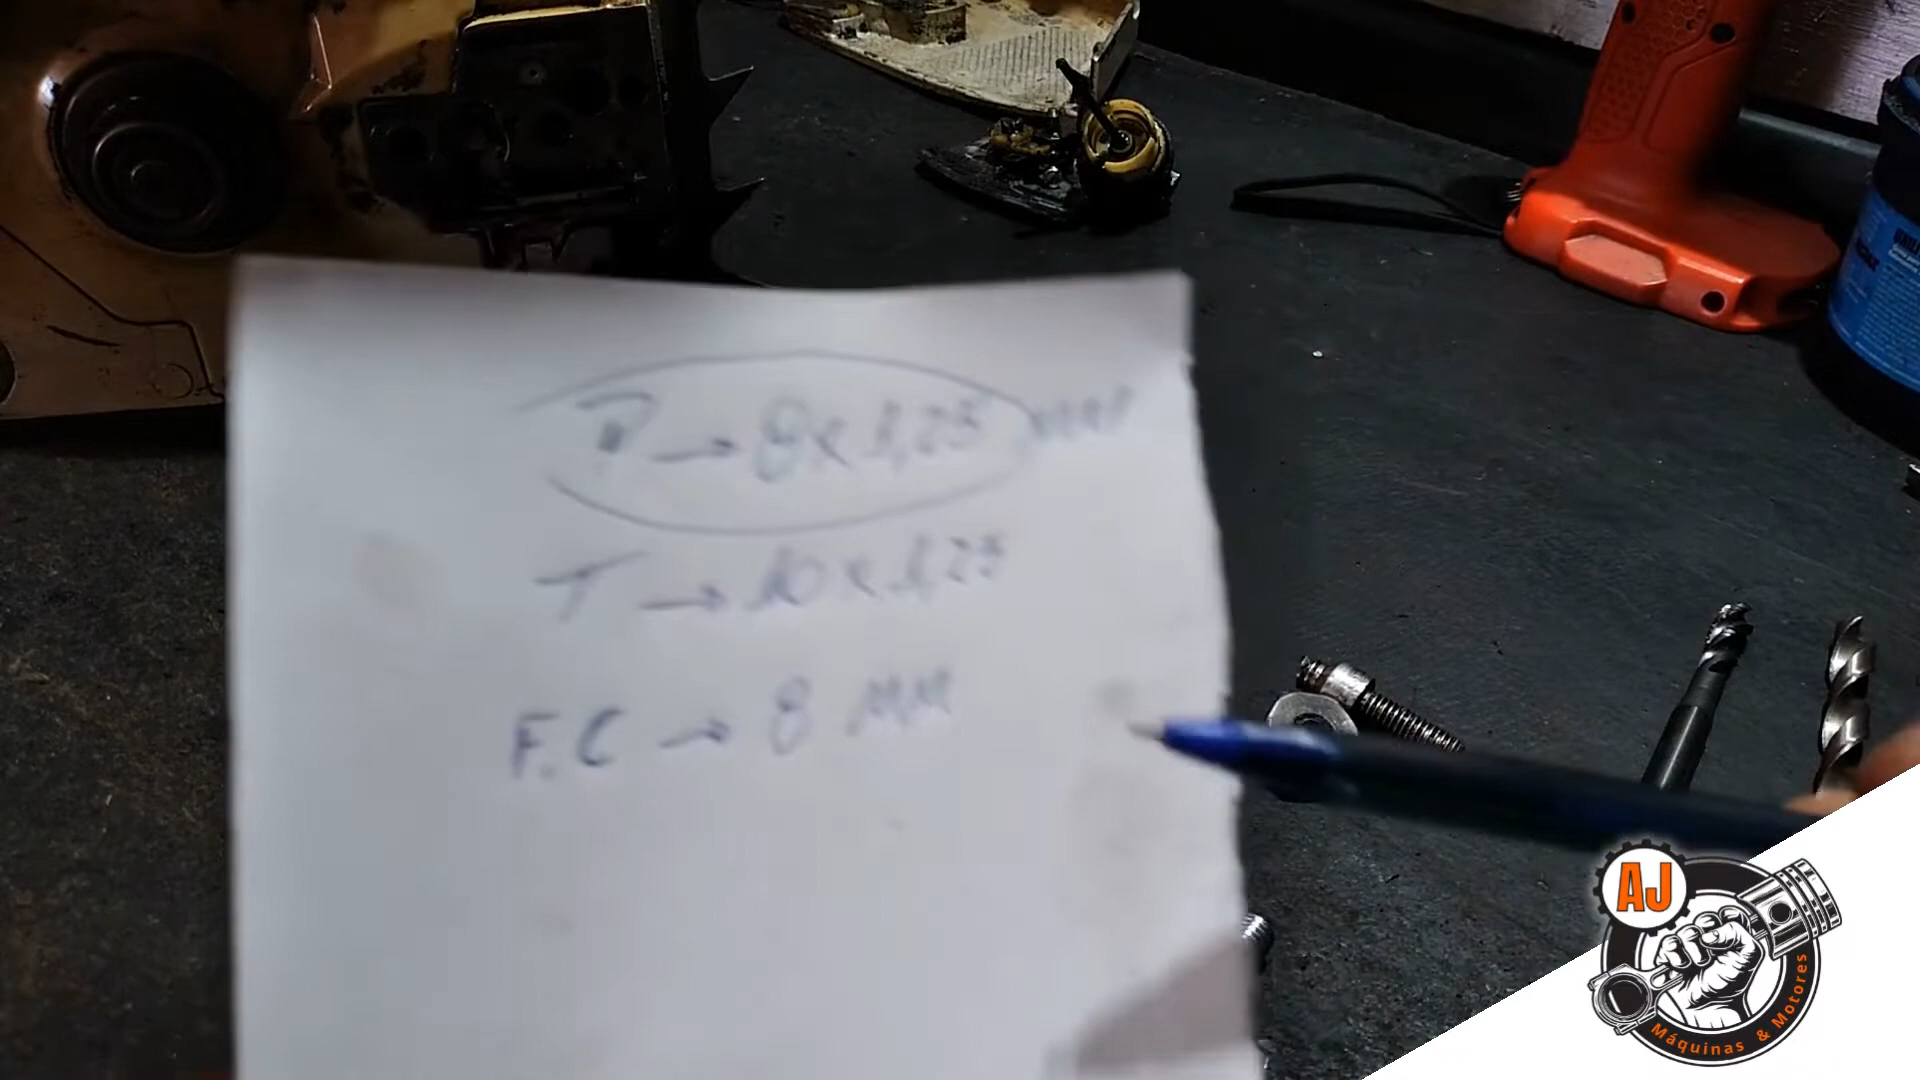 P → 8x1,25 MM
T → 10x1,25
F.C → 8 MM
AJ
Máquinas & Motores